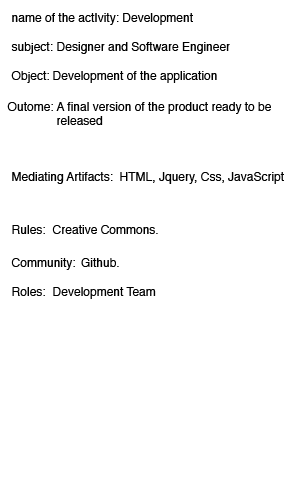 name of the actIvity: Development
subject: Designer and Software Engineer
Object: Development of the application
Outome: A final version of the product ready to be
released
Mediating Artifacts: HTML, Jquery, Css, JavaScript
Rules: Creative Commons.
Community: Github.
Roles: Development Team